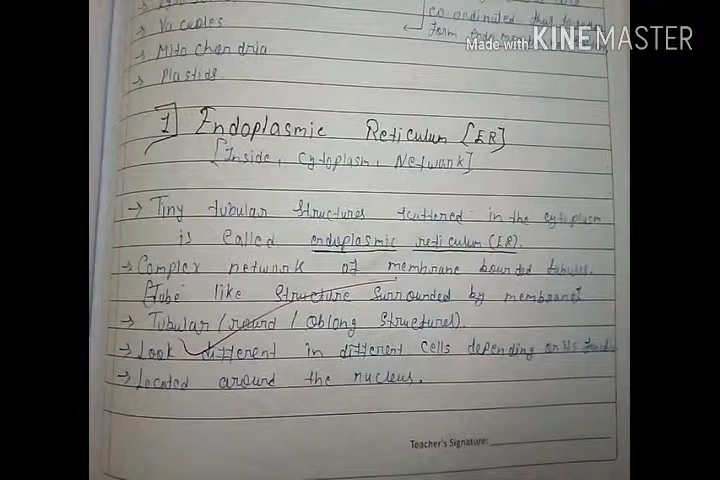 co ordinated thus
→ Vacuoles
form
Made with KINEMASTER
→ Mito chondria
→ Plastids.
1] Endoplasmic Reticulum [ER]
[Inside, Cytoplasm, Network]
→ Tiny tubular structures scattered in the cytoplasm
is called endoplasmic reticulum (ER).
→ Complex network of membrane bounded tubules.
[Tube like structure surrounded by membrane]
→ Tubular / round / oblong structures).
→ Look different in different cells depending on its
→ Located around the nucleus.
Teacher's Signature: